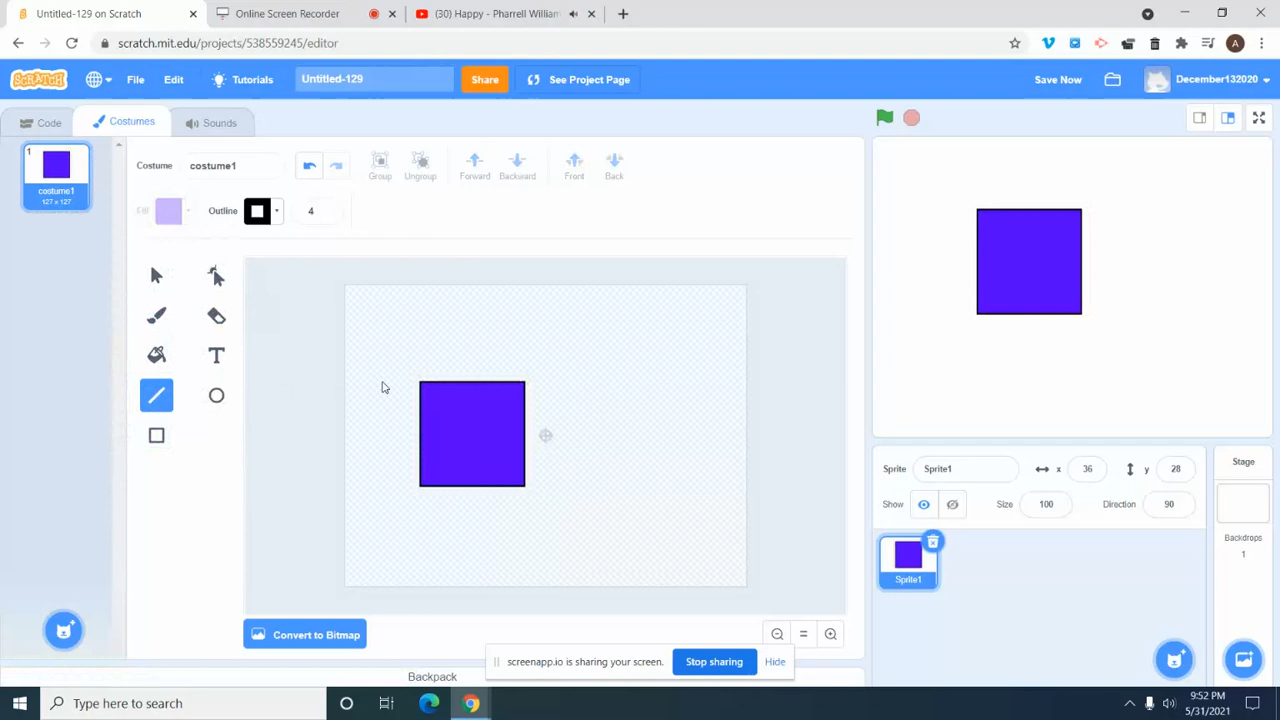 Untitled-129 on Scratch
Online Screen Recorder
(30) Happy - Pharrell William
scratch.mit.edu/projects/538559245/editor
A
SCRATCH
File
Edit
Tutorials
Untitled-129
Share
See Project Page
Save Now
December132020
Code
Costumes
Sounds
1
costume1
127 x 127
Costume
costume1
Group
Ungroup
Forward
Backward
Front
Back
Fill
Outline
4
T
Convert to Bitmap
Backpack
screenapp.io is sharing your screen.
Stop sharing
Hide
Sprite
Sprite1
x
36
y
28
Show
Size
100
Direction
90
Sprite1
Stage
Backdrops
1
Type here to search
9:52 PM
5/31/2021